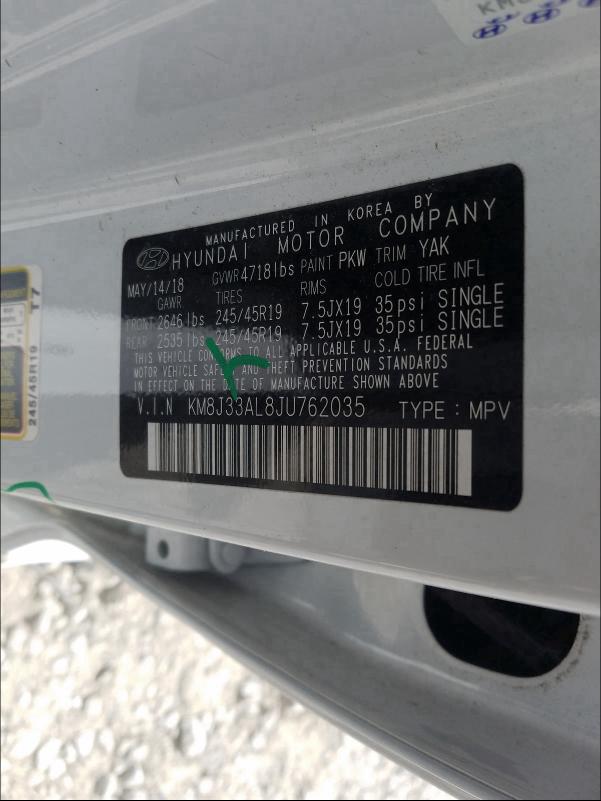 MANUFACTURED IN KOREA BY
HYUNDAI MOTOR COMPANY
MAY/14/18 GVWR 4718lbs PAINT PKW TRIM YAK
GAWR TIRES RIMS COLD TIRE INFL
FRONT 2646 lbs 245/45R19 7.5JX19 35psi SINGLE
REAR 2535 lbs 245/45R19 7.5JX19 35psi SINGLE
THIS VEHICLE CONFORMS TO ALL APPLICABLE U.S.A. FEDERAL
MOTOR VEHICLE SAFETY AND THEFT PREVENTION STANDARDS
IN EFFECT ON THE DATE OF MANUFACTURE SHOWN ABOVE
V.I.N KM8J33AL8JU762035 TYPE : MPV
T7
245/45R19